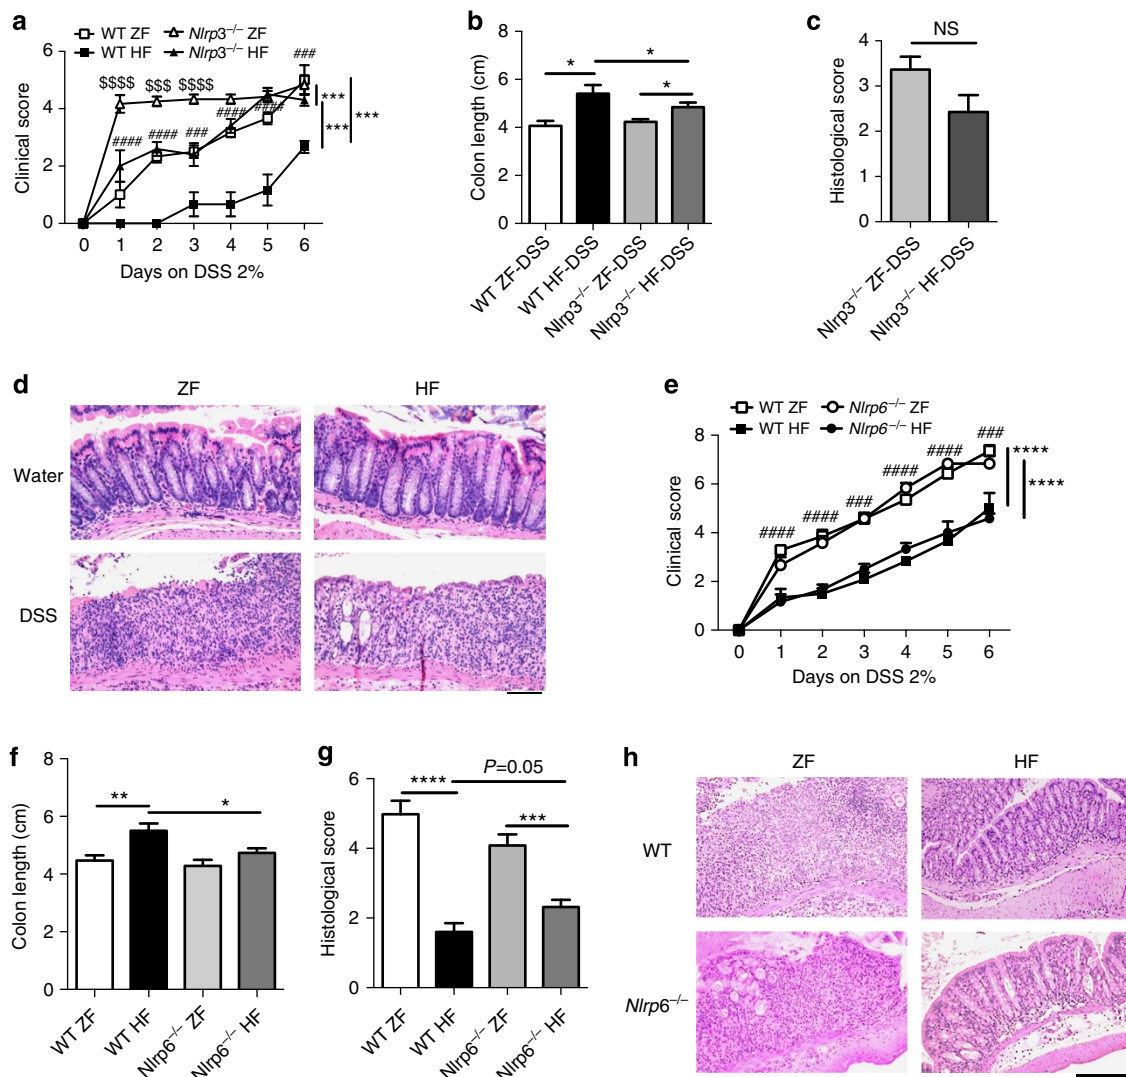 a
WT ZF
Nlrp3−/− ZF
WT HF
Nlrp3−/− HF
Clinical score
6
4
2
0
$$$$
$$$
$$$$
####
####
###
####
####
###
***
***
***
0 1 2 3 4 5 6
Days on DSS 2%
b
Colon length (cm)
8
6
4
2
0
*
*
*
WT ZF-DSS
WT HF-DSS
Nlrp3−/− ZF-DSS
Nlrp3−/− HF-DSS
c
Histological score
4
3
2
1
0
NS
Nlrp3−/− ZF-DSS
Nlrp3−/− HF-DSS
d
ZF
HF
Water
DSS
e
WT ZF
Nlrp6−/− ZF
WT HF
Nlrp6−/− HF
Clinical score
8
6
4
2
0
####
####
###
####
####
###
****
****
0 1 2 3 4 5 6
Days on DSS 2%
f
Colon length (cm)
8
6
4
2
0
**
*
WT ZF
WT HF
Nlrp6−/− ZF
Nlrp6−/− HF
g
Histological score
6
4
2
0
****
P=0.05
***
WT ZF
WT HF
Nlrp6−/− ZF
Nlrp6−/− HF
h
ZF
HF
WT
Nlrp6−/−